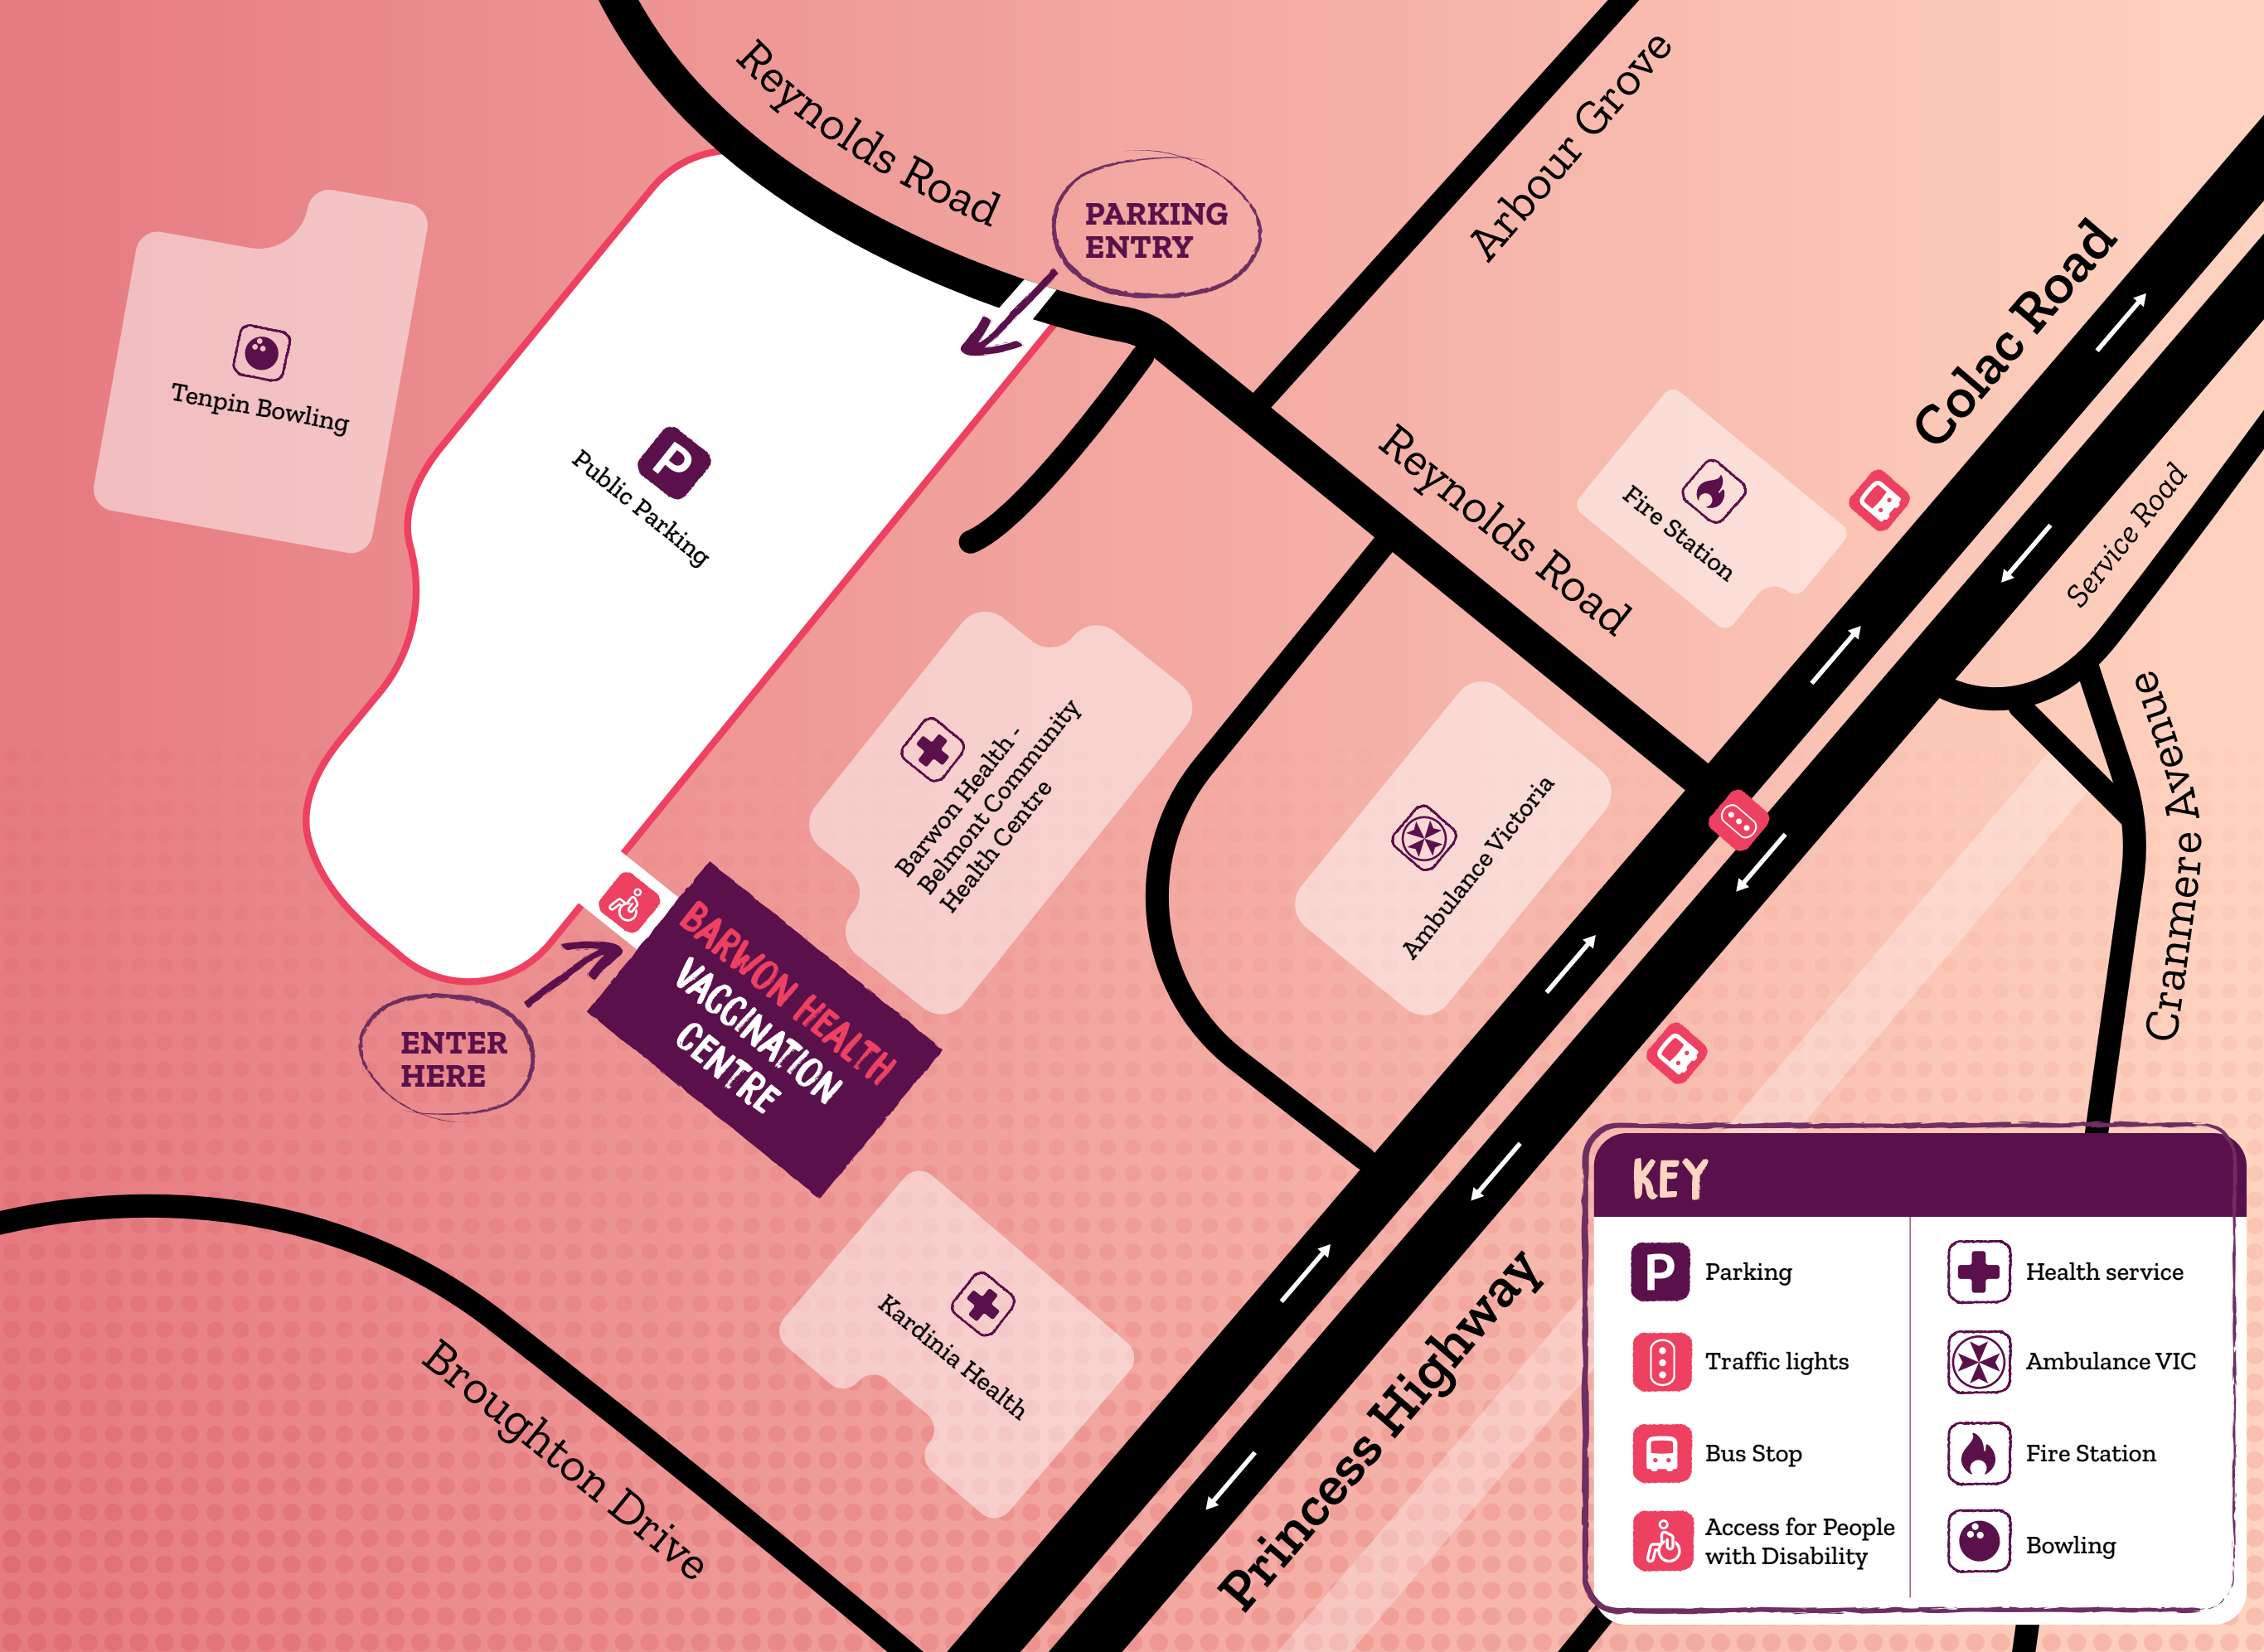 Reynolds Road
Arbour Grove
PARKING
ENTRY
Colac Road
Tenpin Bowling
P
Public Parking
Reynolds Road
Fire Station
Service Road
Barwon Health -
Belmont Community
Health Centre
Ambulance Victoria
Cranmere Avenue
BARWON HEALTH
VACCINATION
CENTRE
ENTER
HERE
Kardinia Health
Broughton Drive
Princess Highway
KEY
P
Parking
Traffic lights
Bus Stop
Access for People
with Disability
Health service
Ambulance VIC
Fire Station
Bowling